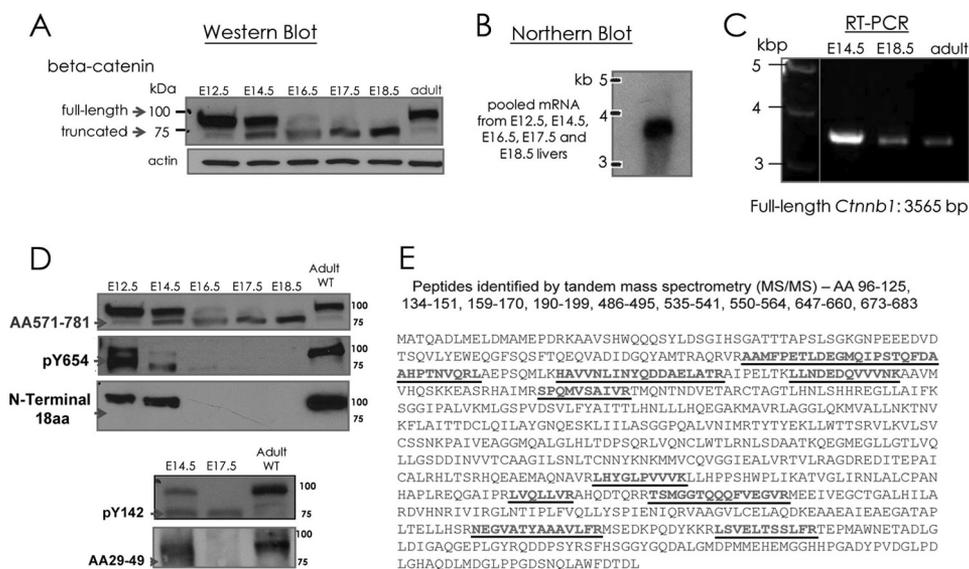 A
Western Blot
beta-catenin
kDa E12.5 E14.5 E16.5 E17.5 E18.5 adult
full-length 100
truncated 75
actin
B
Northern Blot
kb 5
4
3
pooled mRNA
from E12.5, E14.5,
E16.5, E17.5 and
E18.5 livers
C
RT-PCR
kbp E14.5 E18.5 adult
5
4
3
Full-length Ctnnb1: 3565 bp
D
E12.5 E14.5 E16.5 E17.5 E18.5 Adult WT
100
AA571-781 75
100
pY654 75
N-Terminal 100
18aa 75
E14.5 E17.5 Adult WT
100
pY142 75
100
AA29-49 75
E
Peptides identified by tandem mass spectrometry (MS/MS) – AA 96-125,
134-151, 159-170, 190-199, 486-495, 535-541, 550-564, 647-660, 673-683
MATQADLMELDMAMEPDRKAAVSHWQQQSYLDSGIHSGATTTAPSLSGKGNPEEEDVD
TSQVLYEWEQGFSQSFTQEQVADIDGQYAMTRAQRVRAAMFPETLDEGMQIPSTQFDA
AHPTNVQRLAEPSQMLKHAVVNLINYQDDAELATRAIPELTKLLNDEDQVVVNKAAVM
VHQLSKKEASRHAIMRSPQMVSAIVRTMQNTNDVETARCTAGTLHNLSHHREGLLAIFK
SGGIPALVKMLGSPVDSVLFYAITTLHNLLLHQEGAKMAVRLAGGLQKMVALLNKTNV
KFLAITTDCLQILAYGNQESKLIILASGGPQALVNIMRTYTYEKLLWTTSRVLKVLSV
CSSNKPAIVEAGGMQALGLHLTDPSQRLVQNCLWTLRNLSDAATKQEGMEGLLGTLVQ
LLGSDDINVVTCAAGILSNLTCNNYKNKMMVCQVGGIEALVRTVLRAGDREDITEPAI
CALRHLTSRHQEAEMAQNAVRLHYGLPVVVKLLHPPSHWPLIKATVGLIRNLALCPAN
HAPLREQGAIPRLVQLLVRAHQDTQRRTSMGGTQQQFVEGVRMEEIVEGCTGALHILA
RDVHNRIVIRGLNTIPLFVQLLYSPIENIQRVAAGVLCELAQDKEAAEAIEAEGATAP
LTELLHSRNEGVATYAAAVLFRMSEDKPQDYKKRLSVELTSSLFRTEPMAWNETADLG
LDIGAQGEPLGYRQDDPSYRSFHSGGYGQDALGMDPMMEHEMGGHHPGADYPVDGLPD
LGHAQDLMDGLPPGDSNQLAWFDTDL